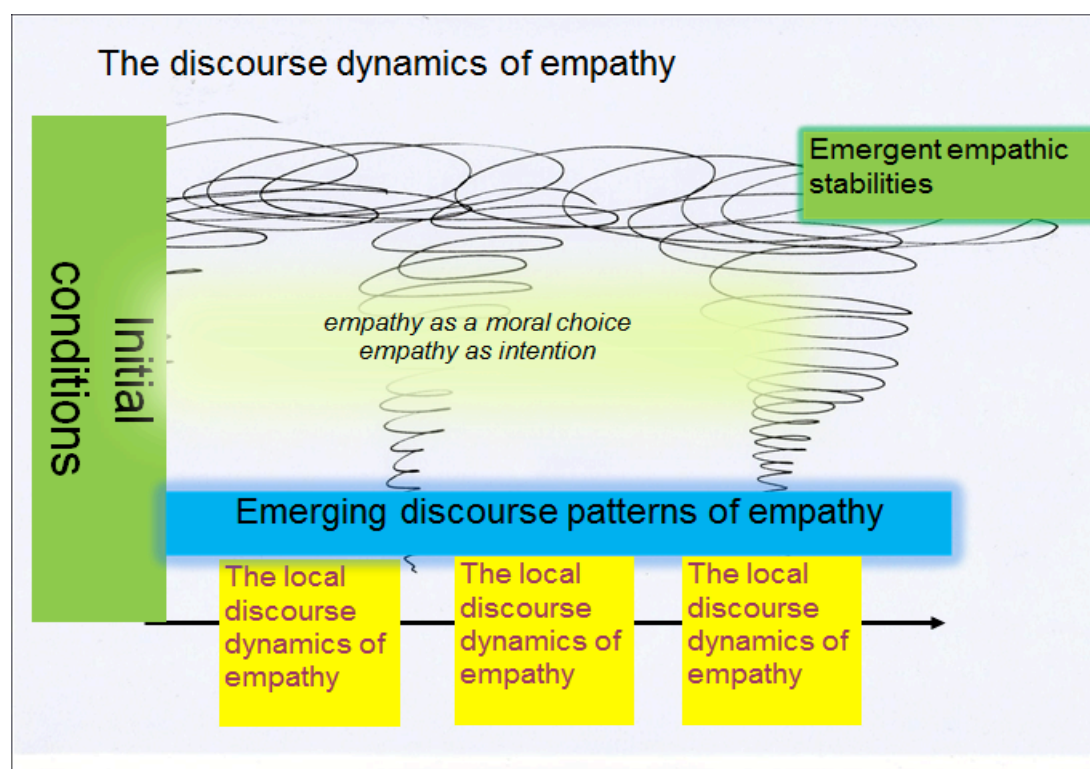 The discourse dynamics of empathy
Initial
conditions
Emergent empathic
stabilities
empathy as a moral choice
empathy as intention
Emerging discourse patterns of empathy
The local
discourse
dynamics of
empathy
The local
discourse
dynamics of
empathy
The local
discourse
dynamics of
empathy